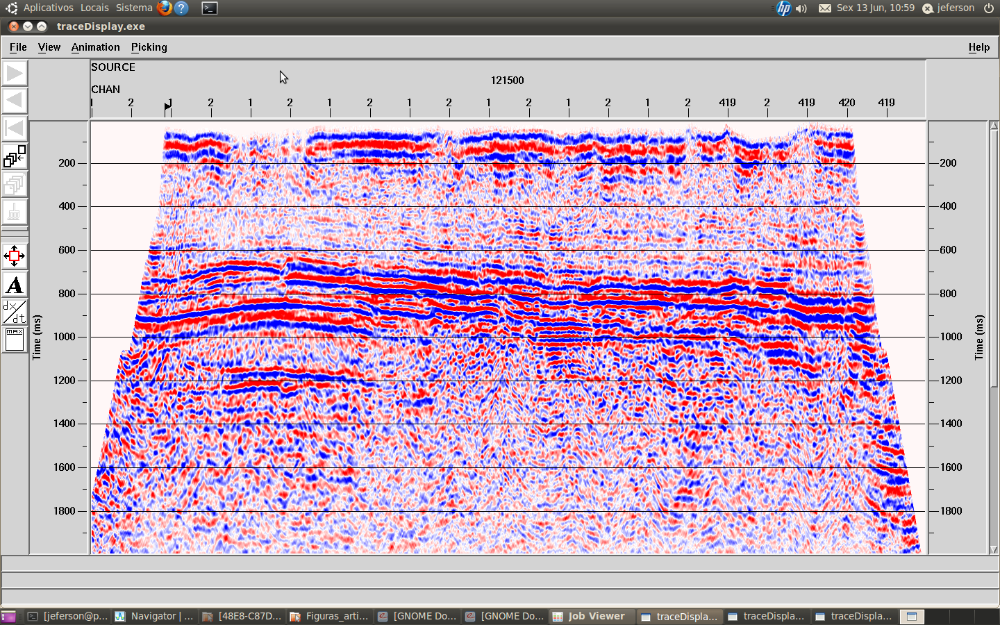 Aplicativos Locais Sistema
Sex 13 Jun, 10:59 jeferson
traceDisplay.exe
File View Animation Picking Help
SOURCE
121500
CHAN
1 2 1 2 1 2 1 2 1 2 1 2 1 2 1 2 419 2 419 420 419
200 200
400 400
600 600
800 800
1000 1000
1200 1200
1400 1400
1600 1600
1800 1800
Time (ms) Time (ms)
A
dx/dt
MAX
hp
[jeferson@p... Navigator | ... [48E8-C87D... Figuras_arti... [GNOME Do... [GNOME Do... Job Viewer traceDispla... traceDispla... traceDispla...